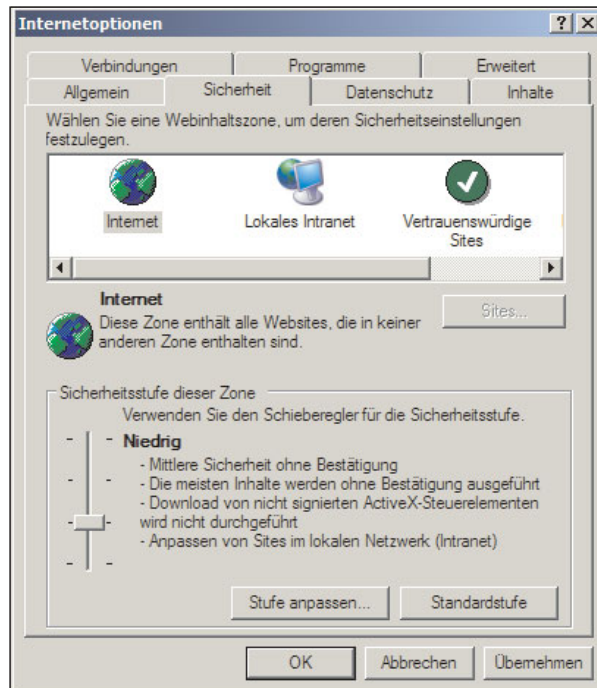 Internetoptionen
Verbindungen Programme Erweitert
Allgemein Sicherheit Datenschutz Inhalte
Wählen Sie eine Webinhaltszone, um deren Sicherheitseinstellungen
festzulegen.
Internet Lokales Intranet Vertrauenswürdige
Sites
Internet
Sites...
Diese Zone enthält alle Websites, die in keiner
anderen Zone enthalten sind.
Sicherheitsstufe dieser Zone
Verwenden Sie den Schieberegler für die Sicherheitsstufe.
Niedrig
- Mittlere Sicherheit ohne Bestätigung
- Die meisten Inhalte werden ohne Bestätigung ausgeführt
- Download von nicht signierten ActiveX-Steuerelementen
wird nicht durchgeführt
- Anpassen von Sites im lokalen Netzwerk (Intranet)
Stufe anpassen... Standardstufe
OK Abbrechen Übernehmen